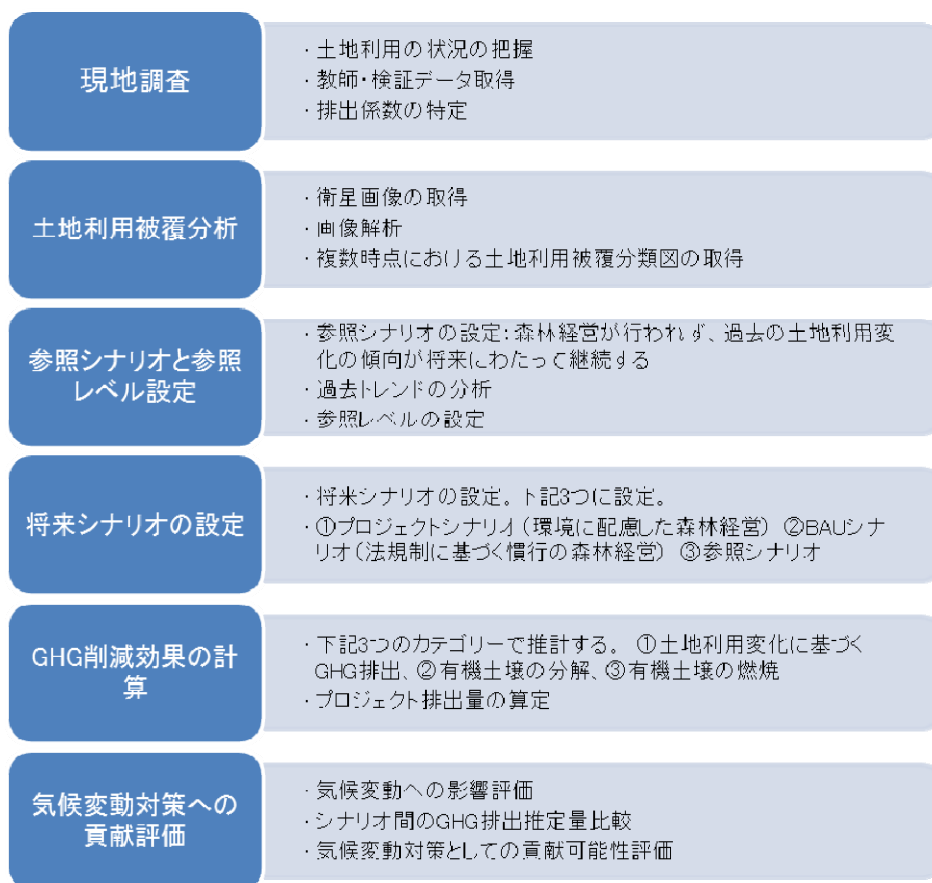 現地調査
・土地利用の状況の把握
・教師・検証データ取得
・排出係数の特定
土地利用被覆分析
・衛星画像の取得
・画像解析
・複数時点における土地利用被覆分類図の取得
参照シナリオと参照
レベル設定
・参照シナリオの設定：森林経営が行われず、過去の土地利用変
化の傾向が将来にわたって継続する
・過去トレンドの分析
・参照レベルの設定
将来シナリオの設定
・将来シナリオの設定。下記3つに設定。
・①プロジェクトシナリオ（環境に配慮した森林経営） ②BAUシナ
リオ（法規制に基づく慣行の森林経営） ③参照シナリオ
GHG削減効果の計
算
・下記3つのカテゴリーで推計する。 ①土地利用変化に基づく
GHG排出、②有機土壌の分解、③有機土壌の燃焼
・プロジェクト排出量の算定
気候変動対策への
貢献評価
・気候変動への影響評価
・シナリオ間のGHG排出推定量比較
・気候変動対策としての貢献可能性評価